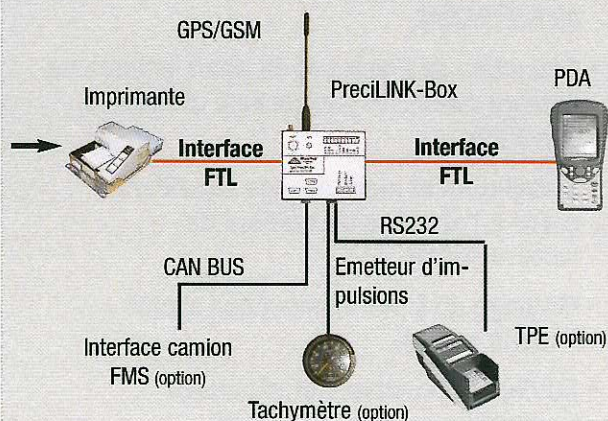 GPS/GSM
Imprimante
PreciLINK-Box
PDA
Interface
FTL
Interface
FTL
RS232
CAN BUS
Emetteur d'im-
pulsions
Interface camion
FMS (option)
TPE (option)
Tachymètre (option)